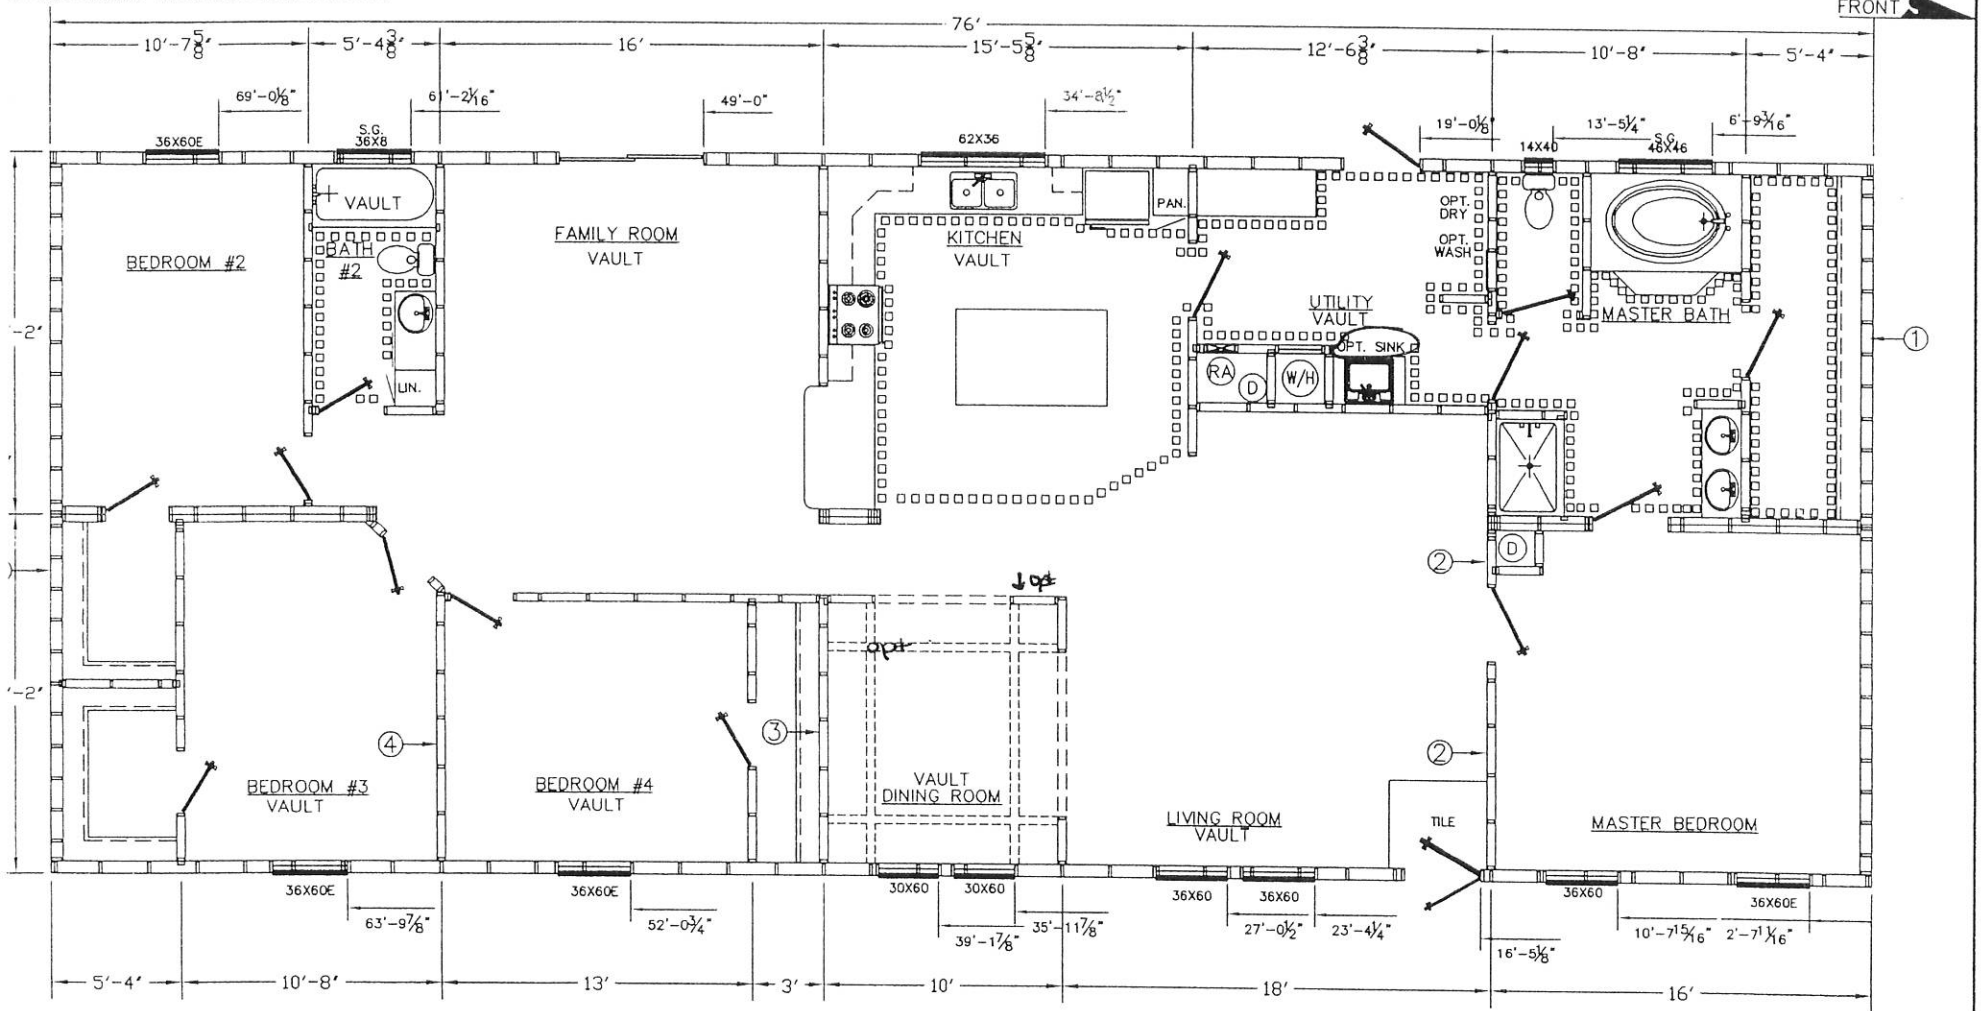 FRONT
76'
10'-7 5/8" 5'-4 3/8" 16' 15'-5 5/8" 12'-6 3/8" 10'-8" 5'-4"
69'-0 1/8" 61'-2 1/16" 49'-0" 34'-8 1/2" 19'-0 1/8" 13'-5 1/4" 6'-9 3/16"
36X60E
S.G.
36X8
62X36
14X40
S.G.
46X46
VAULT
BATH
#2
LIN.
BEDROOM #2
FAMILY ROOM
VAULT
KITCHEN
VAULT
PAN.
OPT.
DRY
OPT.
WASH
UTILITY
VAULT
OPT. SINK
RA
D
W/H
MASTER BATH
1
-2'
D
2
opt
opt
-2'
4
3
2
BEDROOM #3
VAULT
BEDROOM #4
VAULT
VAULT
DINING ROOM
LIVING ROOM
VAULT
TILE
MASTER BEDROOM
36X60E 36X60E 30X60 30X60 36X60 36X60 36X60 36X60E
63'-9 7/8" 52'-0 3/4" 39'-1 7/8" 35'-11 7/8" 27'-0 1/2" 23'-4 1/4" 16'-5 1/8" 10'-7 15/16" 2'-7 11/16"
5'-4" 10'-8" 13' 3' 10' 18' 16'